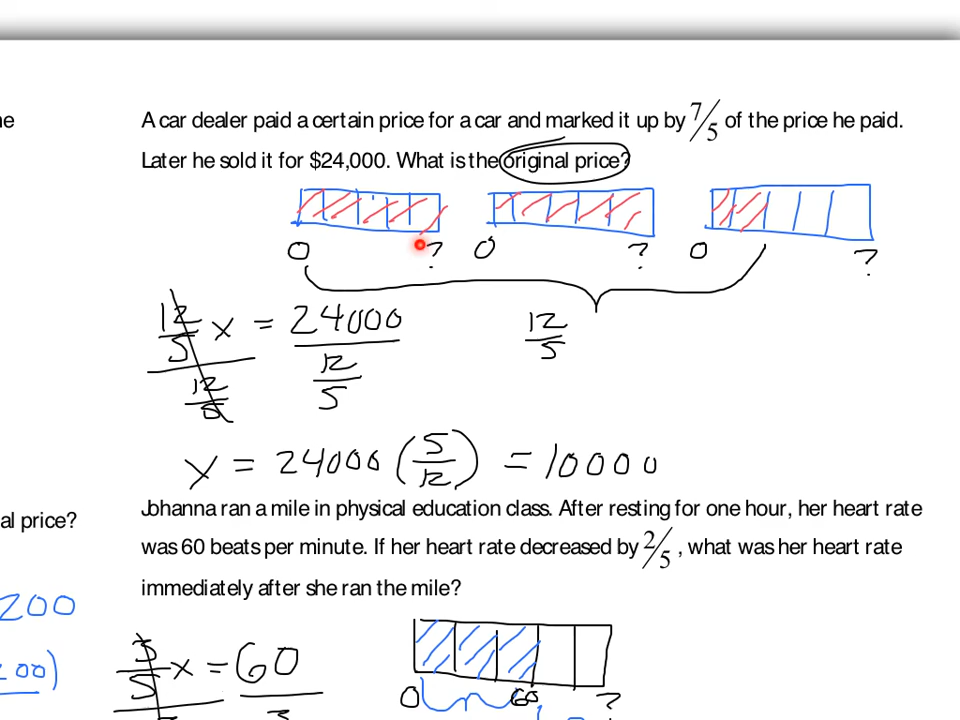 ne
A car dealer paid a certain price for a car and marked it up by 7/5 of the price he paid.
Later he sold it for $24,000. What is the original price?
0 ? 0 ? 0 ?
12/5 x = 24000
12/5 12/5
12/5
x = 24000 (5/12) = 10000
Johanna ran a mile in physical education class. After resting for one hour, her heart rate
al price?
was 60 beats per minute. If her heart rate decreased by 2/5, what was her heart rate
immediately after she ran the mile?
200
3/5 x = 60
00)
0 60 ?
3